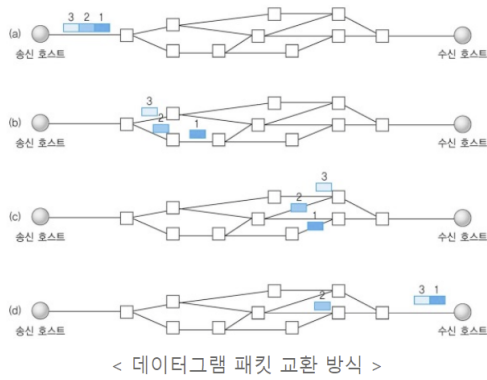 3 2 1
(a)
송신 호스트 수신 호스트
3
2 1
(b)
송신 호스트 수신 호스트
3
2
1
(c)
송신 호스트 수신 호스트
2 3 1
(d)
송신 호스트 수신 호스트
< 데이터그램 패킷 교환 방식 >